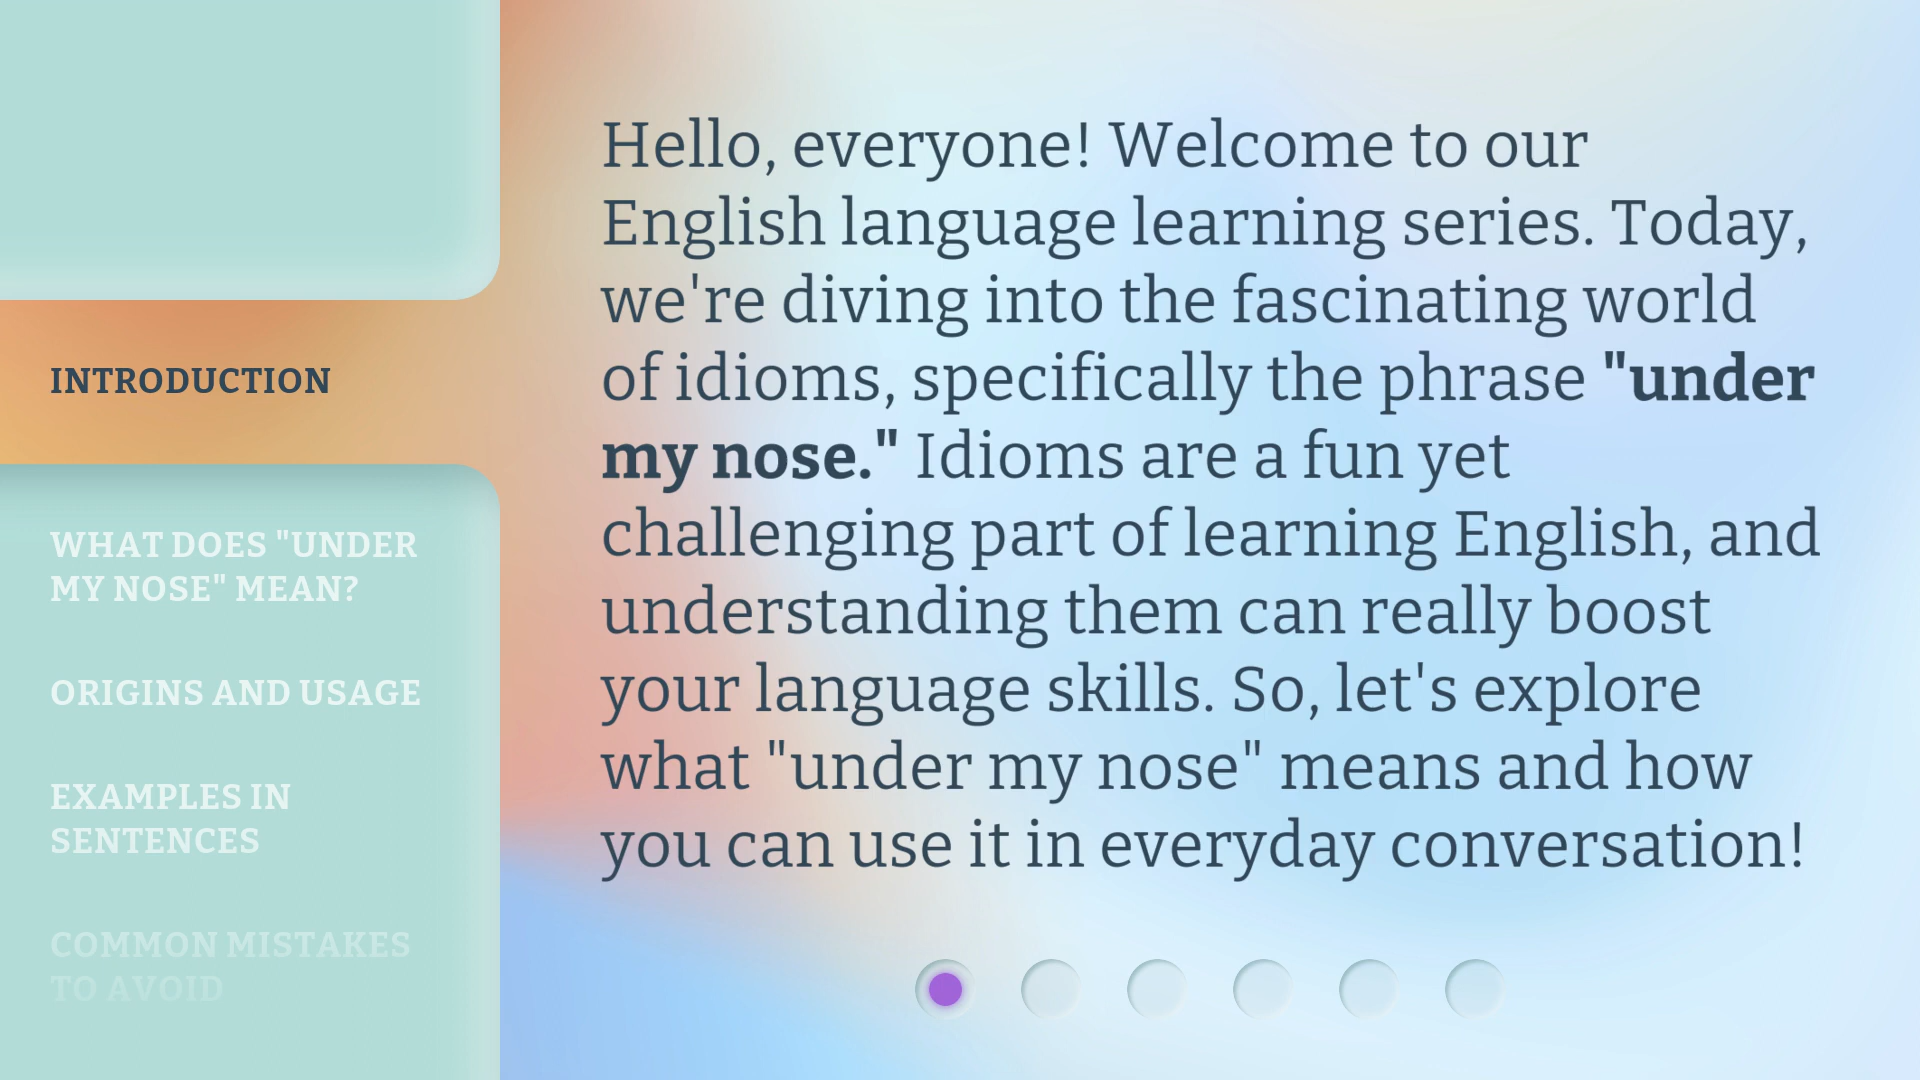 INTRODUCTION
WHAT DOES "UNDER
MY NOSE" MEAN?
ORIGINS AND USAGE
EXAMPLES IN
SENTENCES
COMMON MISTAKES
TO AVOID
Hello, everyone! Welcome to our
English language learning series. Today,
we're diving into the fascinating world
of idioms, specifically the phrase "under
my nose." Idioms are a fun yet
challenging part of learning English, and
understanding them can really boost
your language skills. So, let's explore
what "under my nose" means and how
you can use it in everyday conversation!